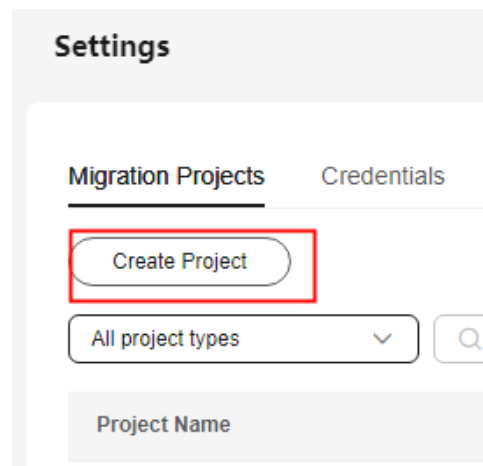 Settings
Migration Projects Credentials
Create Project
All project types
Project Name